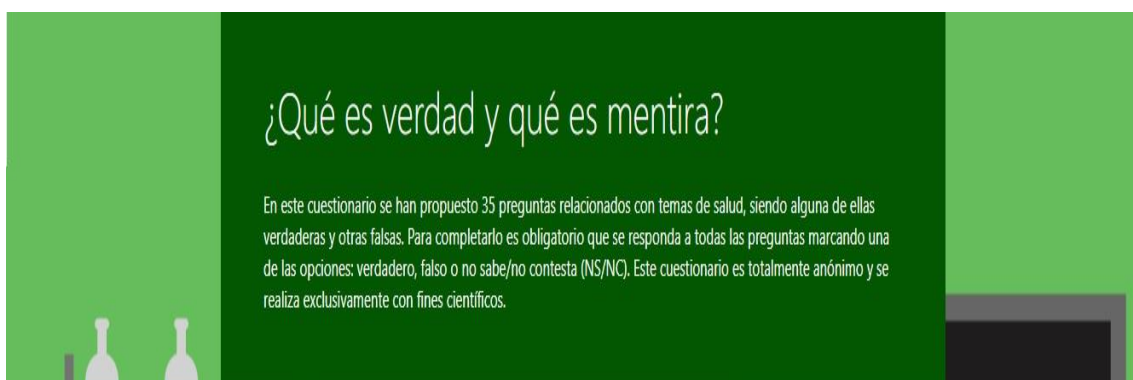 ¿Qué es verdad y qué es mentira?
En este cuestionario se han propuesto 35 preguntas relacionados con temas de salud, siendo alguna de ellas
verdaderas y otras falsas. Para completarlo es obligatorio que se responda a todas las preguntas marcando una
de las opciones: verdadero, falso o no sabe/no contesta (NS/NC). Este cuestionario es totalmente anónimo y se
realiza exclusivamente con fines científicos.